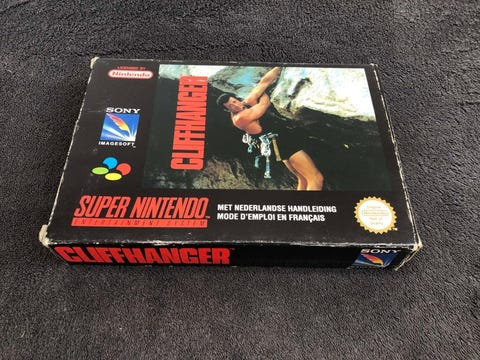 LICENSED BY
Nintendo
SONY
IMAGESOFT
CLIFFHANGER
SUPER NINTENDO
ENTERTAINMENT SYSTEM
MET NEDERLANDSE HANDLEIDING
MODE D'EMPLOI EN FRANÇAIS
CLIFFHANGER
SONY